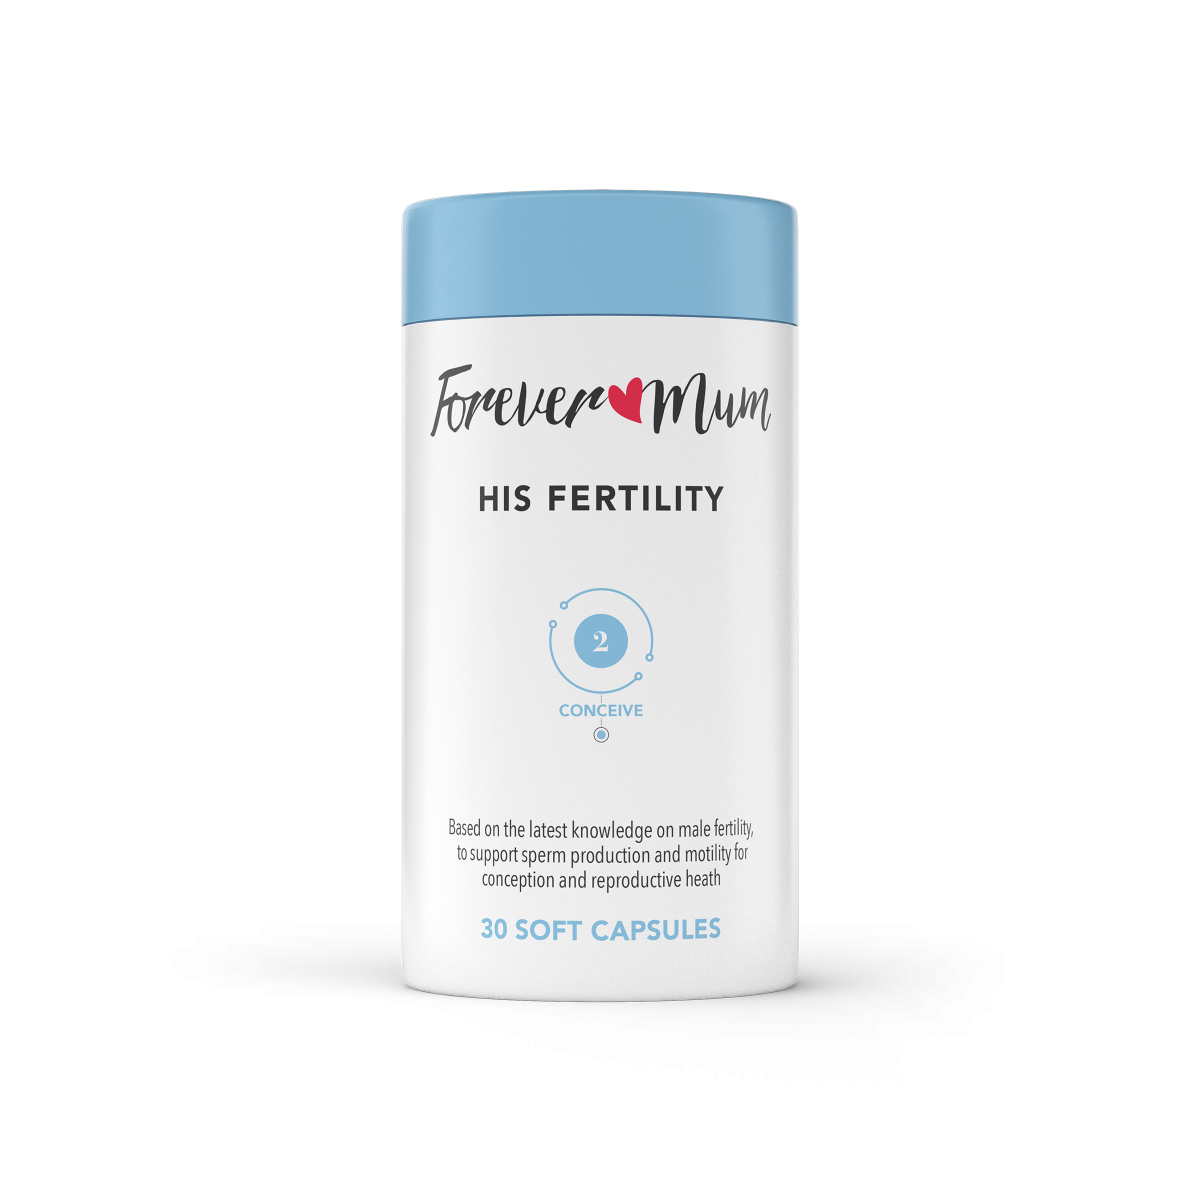 Forever Mum
HIS FERTILITY
2
CONCEIVE
Based on the latest knowledge on male fertility,
to support sperm production and motility for
conception and reproductive heath
30 SOFT CAPSULES